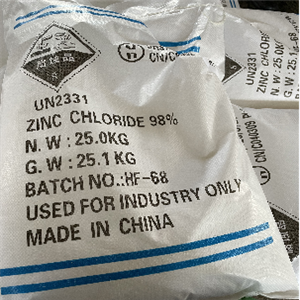 UN2331
ZINC CHLORIDE 98%
N. W : 25.0KG
G. W : 25.1 KG
BATCH NO.:HF-68
USED FOR INDUSTRY ONLY
MADE IN CHINA